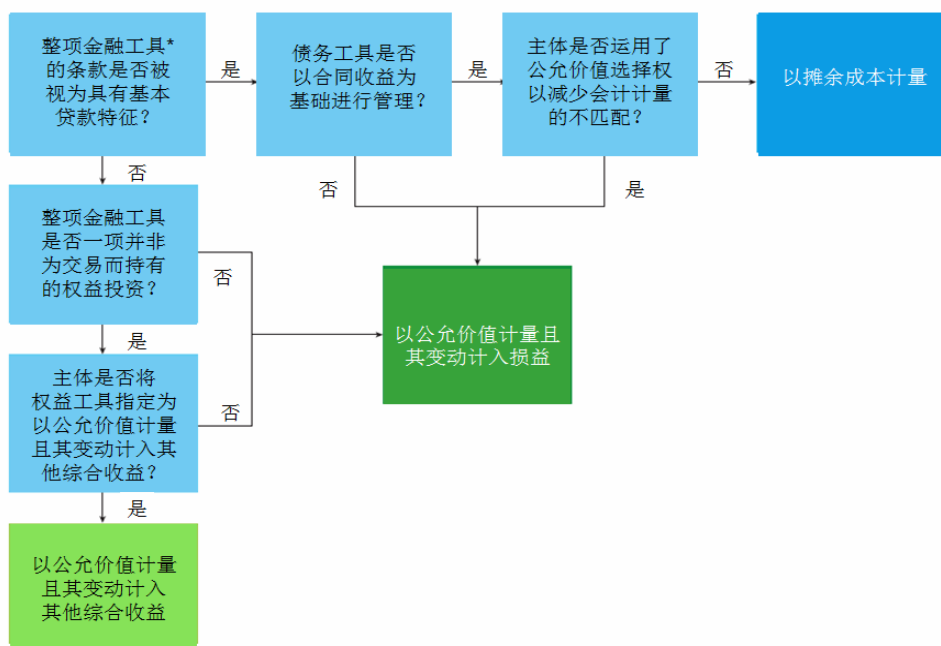 整项金融工具*
的条款是否被
视为具有基本
贷款特征？
是
债务工具是否
以合同收益为
基础进行管理？
是
主体是否运用了
公允价值选择权
以减少会计计量
的不匹配？
否
以摊余成本计量
否
否
是
整项金融工具
是否一项并非
为交易而持有
的权益投资？
否
以公允价值计量且
其变动计入损益
是
主体是否将
权益工具指定为
以公允价值计量
且其变动计入其
他综合收益？
否
是
以公允价值计量
且其变动计入
其他综合收益